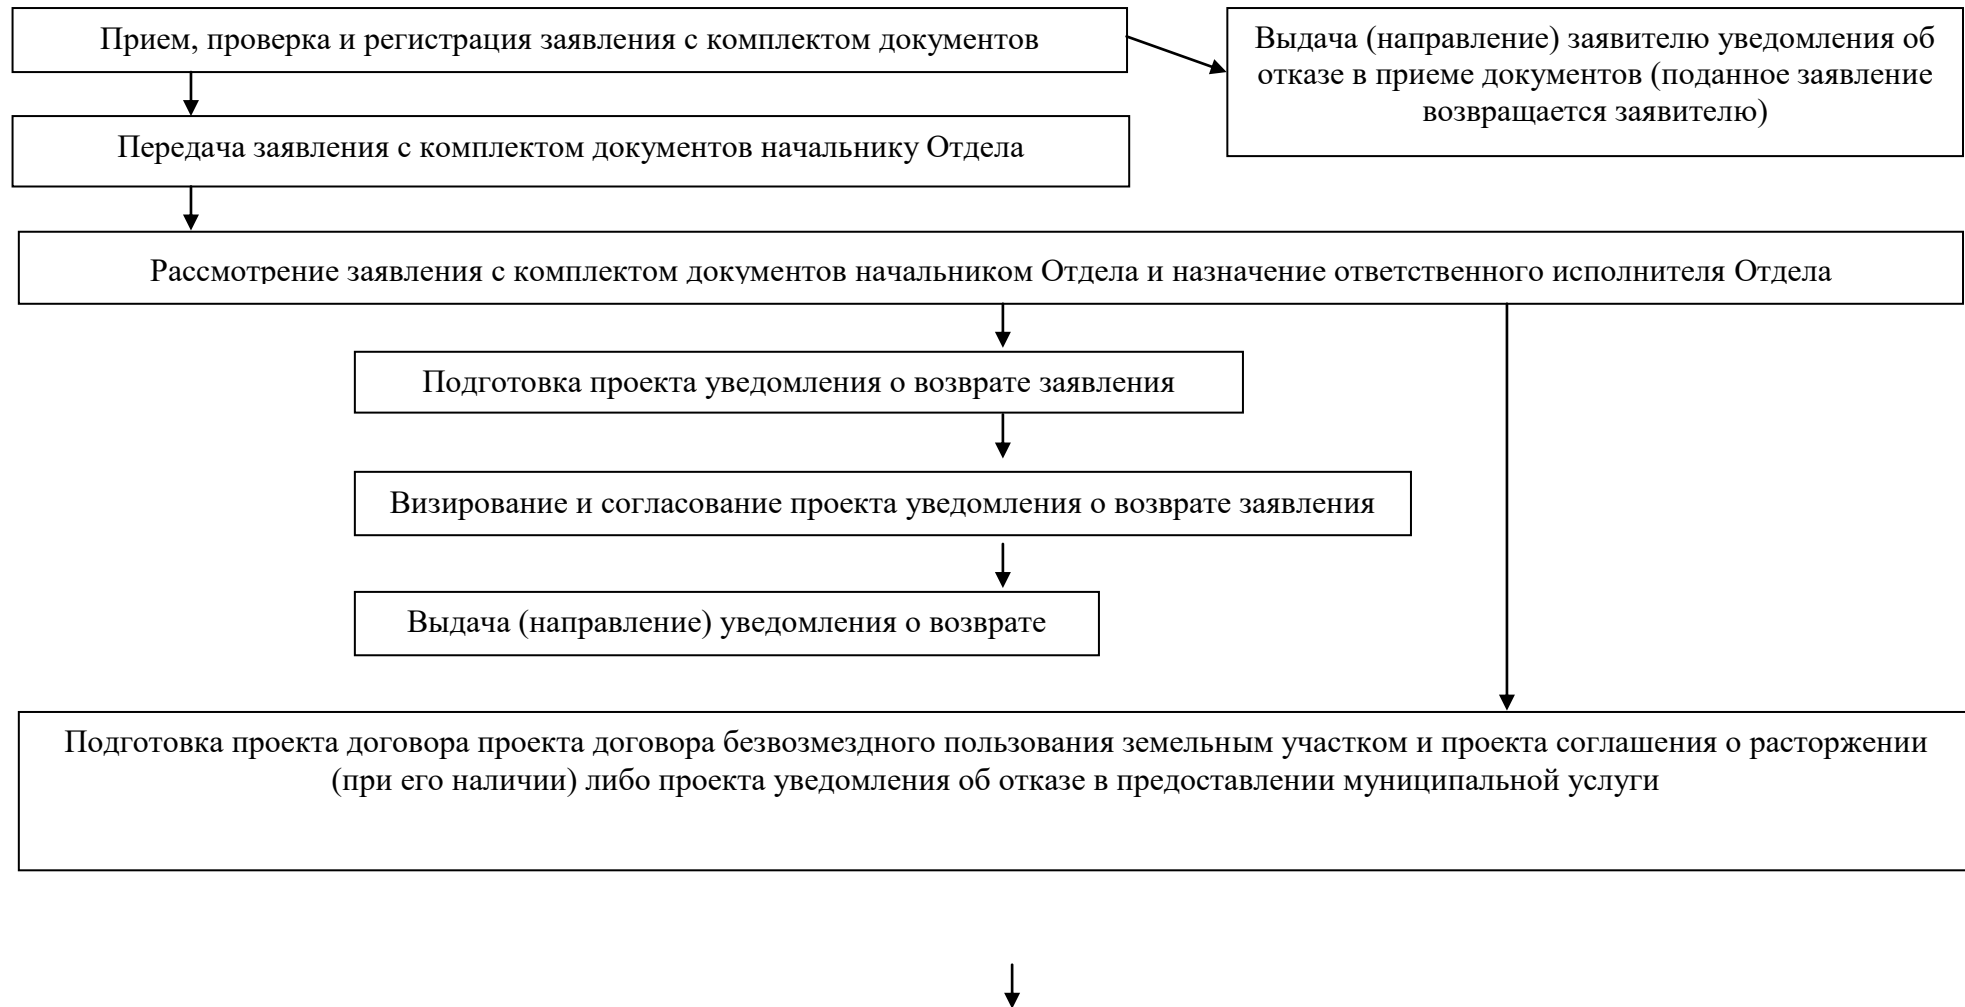 Прием, проверка и регистрация заявления с комплектом документов
Выдача (направление) заявителю уведомления об
отказе в приеме документов (поданное заявление
возвращается заявителю)
Передача заявления с комплектом документов начальнику Отдела
Рассмотрение заявления с комплектом документов начальником Отдела и назначение ответственного исполнителя Отдела
Подготовка проекта уведомления о возврате заявления
Визирование и согласование проекта уведомления о возврате заявления
Выдача (направление) уведомления о возврате
Подготовка проекта договора проекта договора безвозмездного пользования земельным участком и проекта соглашения о расторжении
(при его наличии) либо проекта уведомления об отказе в предоставлении муниципальной услуги